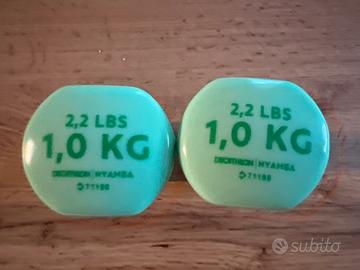 2,2 LBS
1,0 KG
DECATHLON | NYAMBA
2,2 LBS
1,0 KG
DECATHLON | NYAMBA
subito